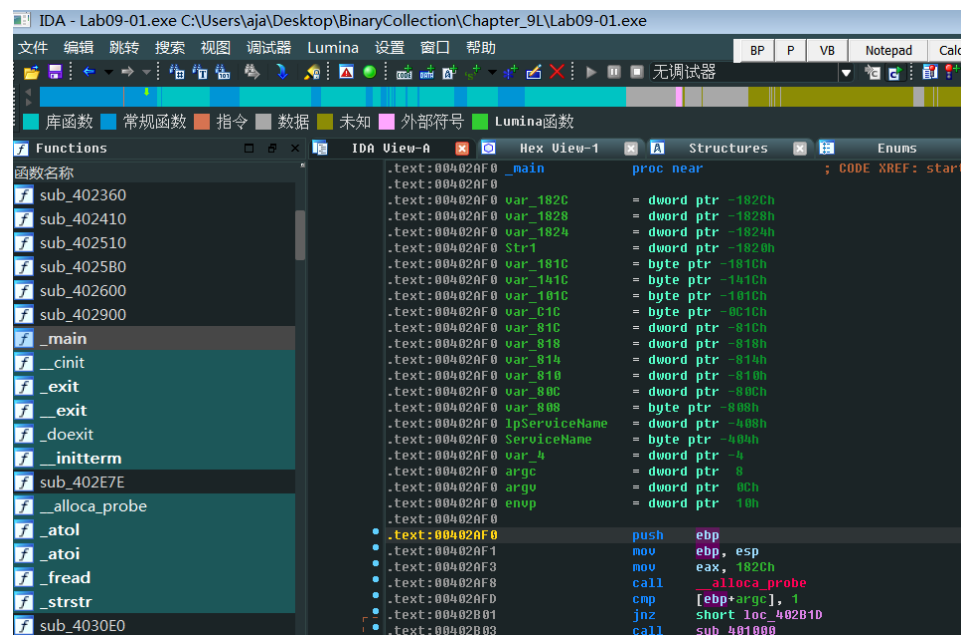 IDA - Lab09-01.exe C:\Users\aja\Desktop\BinaryCollection\Chapter_9L\Lab09-01.exe
文件 编辑 跳转 搜索 视图 调试器 Lumina 设置 窗口 帮助
BP P VB Notepad Calc
无调试器
库函数 常规函数 指令 数据 未知 外部符号 Lumina函数
Functions
IDA View-A Hex View-1 Structures Enums
函数名称
sub_402360
sub_402410
sub_402510
sub_4025B0
sub_402600
sub_402900
_main
__cinit
_exit
__exit
_doexit
__initterm
sub_402E7E
__alloca_probe
_atol
_atoi
_fread
_strstr
sub_4030E0
.text:00402AF0 _main proc near ; CODE XREF: start
.text:00402AF0
.text:00402AF0 var_182C = dword ptr -182Ch
.text:00402AF0 var_1828 = dword ptr -1828h
.text:00402AF0 var_1824 = dword ptr -1824h
.text:00402AF0 Str1 = dword ptr -1820h
.text:00402AF0 var_181C = byte ptr -181Ch
.text:00402AF0 var_141C = byte ptr -141Ch
.text:00402AF0 var_101C = byte ptr -101Ch
.text:00402AF0 var_C1C = byte ptr -0C1Ch
.text:00402AF0 var_81C = dword ptr -81Ch
.text:00402AF0 var_818 = dword ptr -818h
.text:00402AF0 var_814 = dword ptr -814h
.text:00402AF0 var_810 = dword ptr -810h
.text:00402AF0 var_80C = dword ptr -80Ch
.text:00402AF0 var_808 = byte ptr -808h
.text:00402AF0 lpServiceName = dword ptr -408h
.text:00402AF0 ServiceName = byte ptr -404h
.text:00402AF0 var_4 = dword ptr -4
.text:00402AF0 argc = dword ptr 8
.text:00402AF0 argv = dword ptr 0Ch
.text:00402AF0 envp = dword ptr 10h
.text:00402AF0
.text:00402AF0 push ebp
.text:00402AF1 mov ebp, esp
.text:00402AF3 mov eax, 182Ch
.text:00402AF8 call __alloca_probe
.text:00402AFD cmp [ebp+argc], 1
.text:00402B01 jnz short loc_402B1D
.text:00402B03 call sub_401000